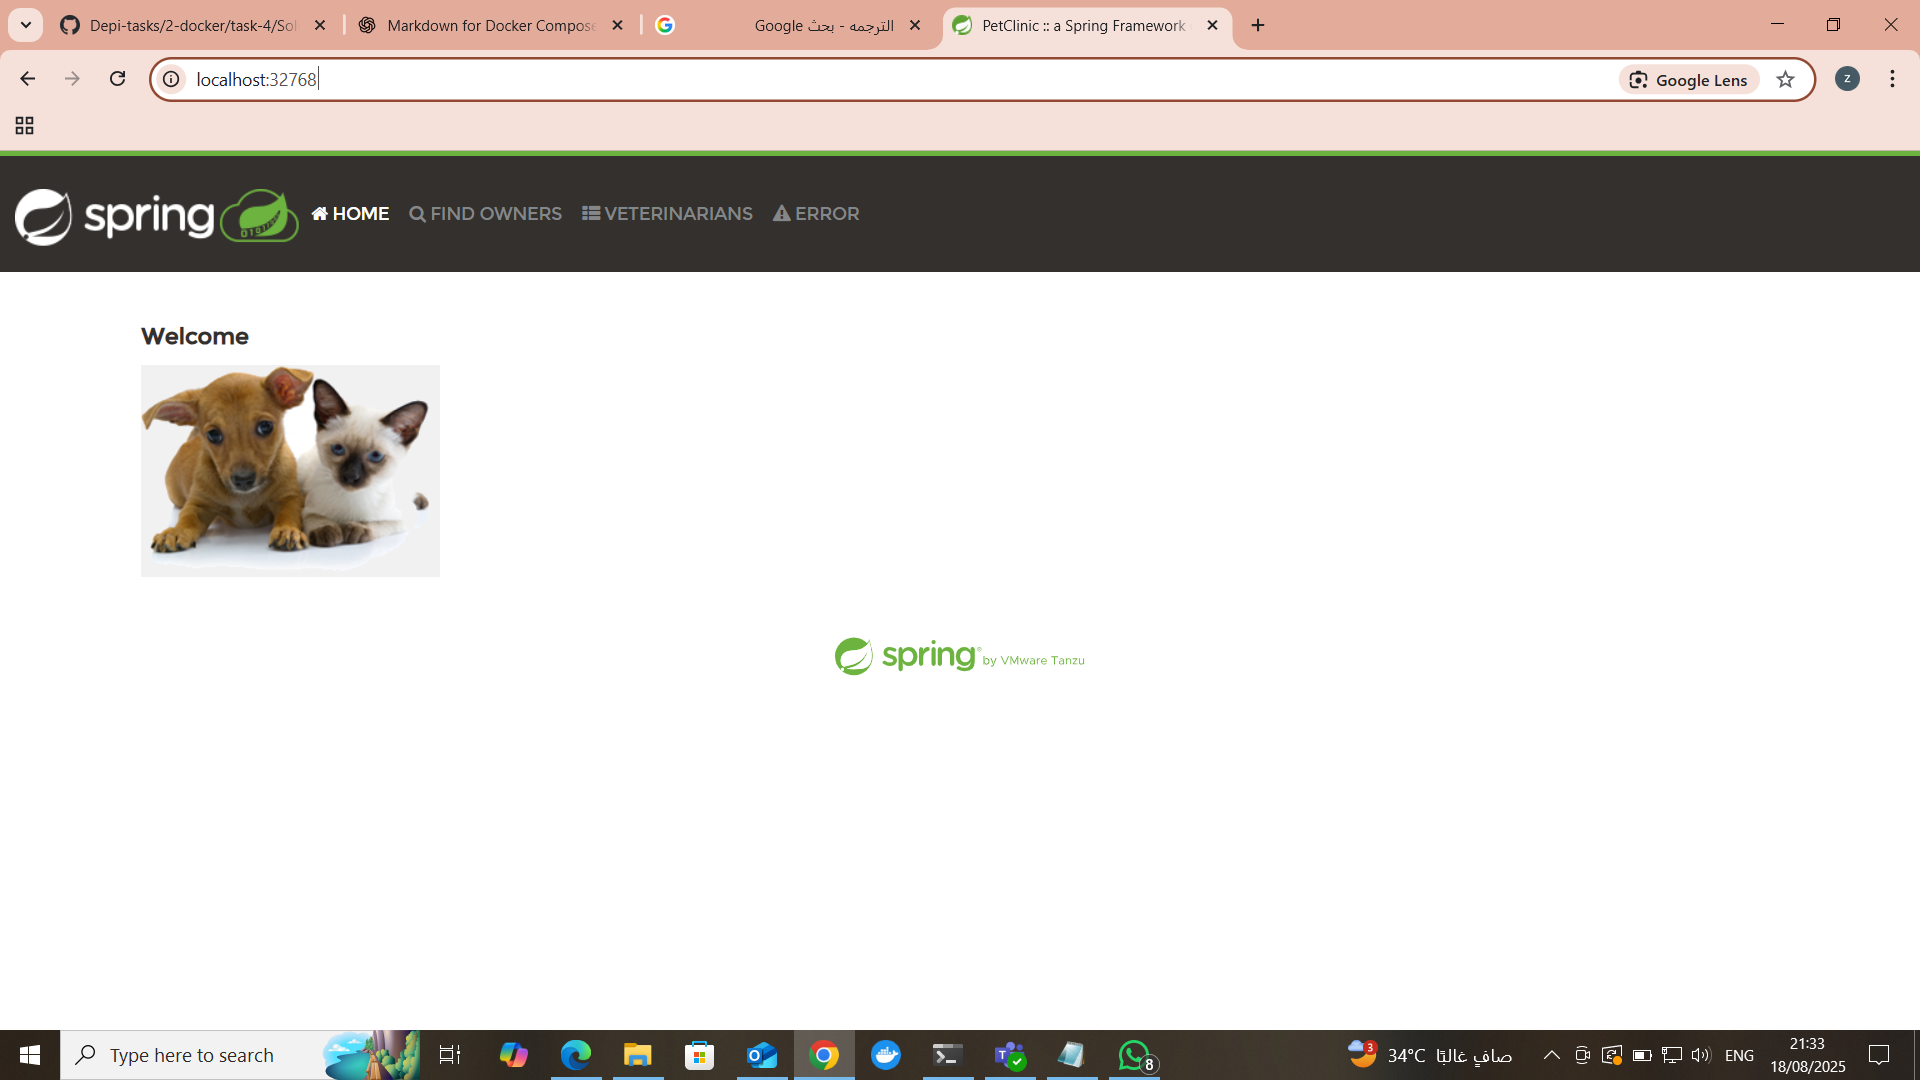 Depi-tasks/2-docker/task-4/Sol
Markdown for Docker Compose
الترجمه - بحث Google
PetClinic :: a Spring Framework
localhost:32768
Google Lens
z
spring
HOME
FIND OWNERS
VETERINARIANS
ERROR
Welcome
spring by VMware Tanzu
Type here to search
8
3
34°C صافٍ غالبًا
ENG
21:33
18/08/2025